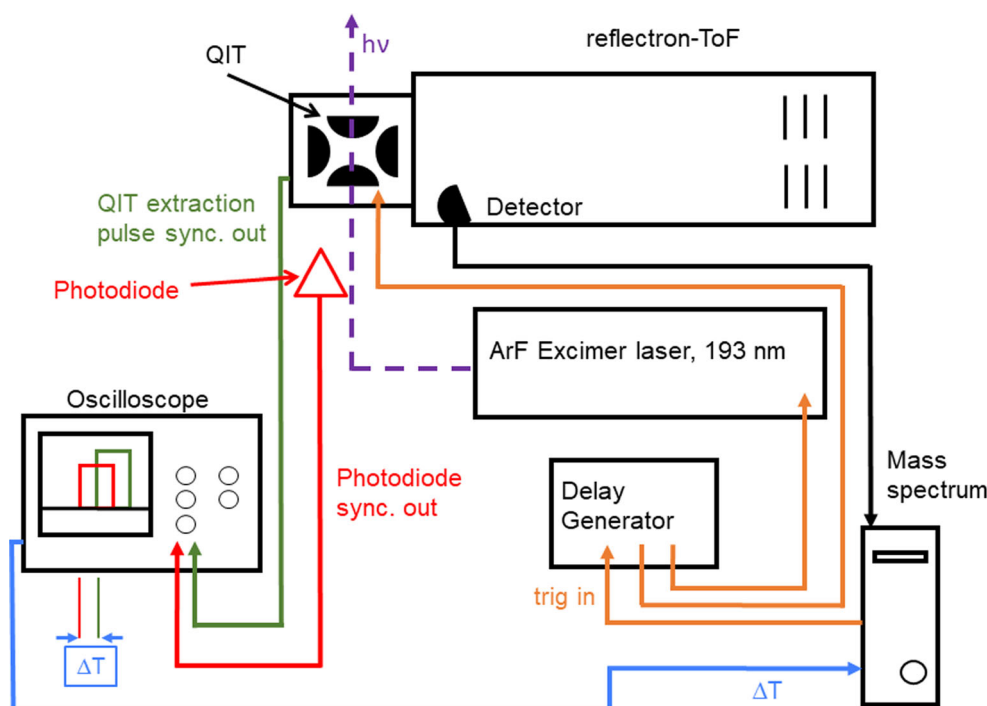 hν
reflectron-ToF
QIT
QIT extraction
pulse sync. out
Detector
Photodiode
ArF Excimer laser, 193 nm
Oscilloscope
Photodiode
sync. out
Delay
Generator
Mass
spectrum
trig in
ΔT
ΔT